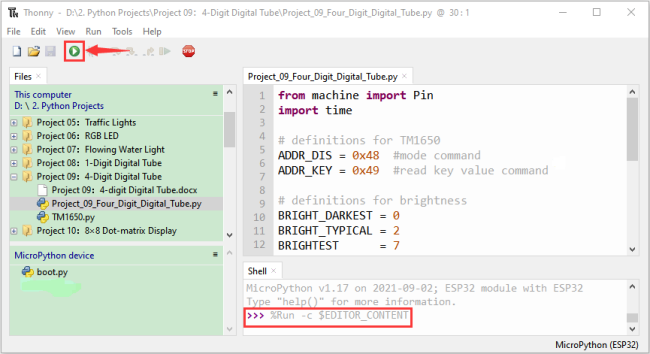 Thonny - D:\2. Python Projects\Project 09：4-Digit Digital Tube\Project_09_Four_Digit_Digital_Tube.py @ 30:1
File Edit View Run Tools Help
STOP
Files
This computer
D: \ 2. Python Projects
Project 05：Traffic Lights
Project 06：RGB LED
Project 07：Flowing Water Light
Project 08：1-Digit Digital Tube
Project 09：4-digit Digital Tube
Project 09：4-digit Digital Tube.docx
Project_09_Four_Digit_Digital_Tube.py
TM1650.py
Project 10：8×8 Dot-matrix Display
MicroPython device
boot.py
Project_09_Four_Digit_Digital_Tube.py
1 from machine import Pin
2 import time
3
4 # definitions for TM1650
5 ADDR_DIS = 0x48  #mode command
6 ADDR_KEY = 0x49  #read key value command
7
8 # definitions for brightness
9 BRIGHT_DARKEST = 0
10 BRIGHT_TYPICAL = 2
11 BRIGHTEST      = 7
12
Shell
MicroPython v1.17 on 2021-09-02; ESP32 module with ESP32
Type "help()" for more information.
>>> %Run -c $EDITOR_CONTENT
MicroPython (ESP32)